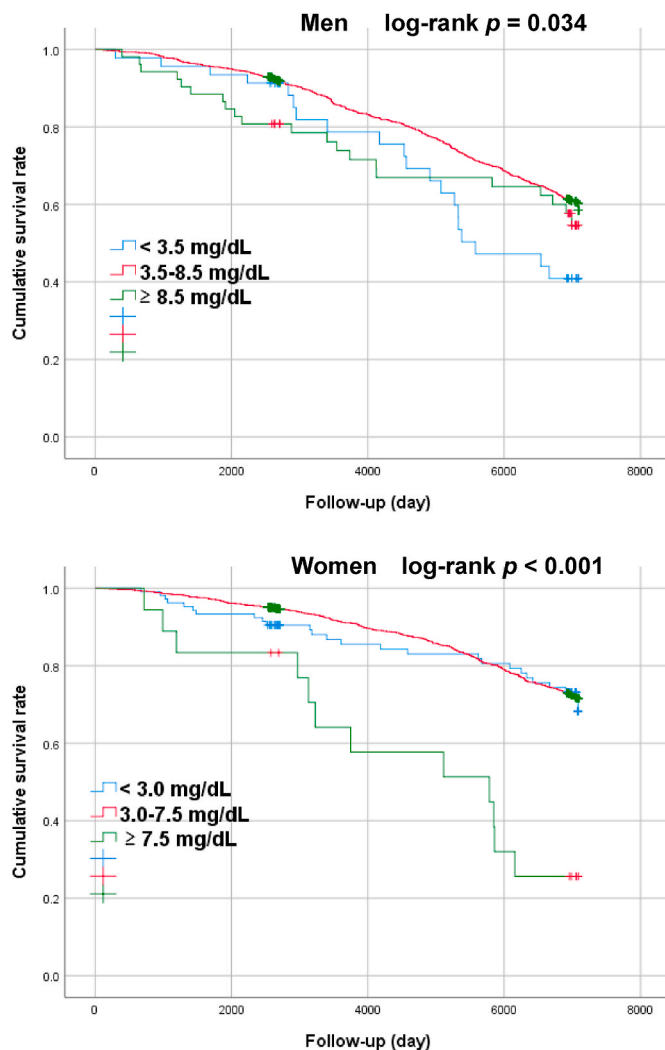 Men log-rank p = 0.034
1.0
0.8
0.6
0.4
0.2
0.0
Cumulative survival rate
< 3.5 mg/dL
3.5-8.5 mg/dL
≥ 8.5 mg/dL
0 2000 4000 6000 8000
Follow-up (day)
Women log-rank p < 0.001
1.0
0.8
0.6
0.4
0.2
0.0
Cumulative survival rate
< 3.0 mg/dL
3.0-7.5 mg/dL
≥ 7.5 mg/dL
0 2000 4000 6000 8000
Follow-up (day)